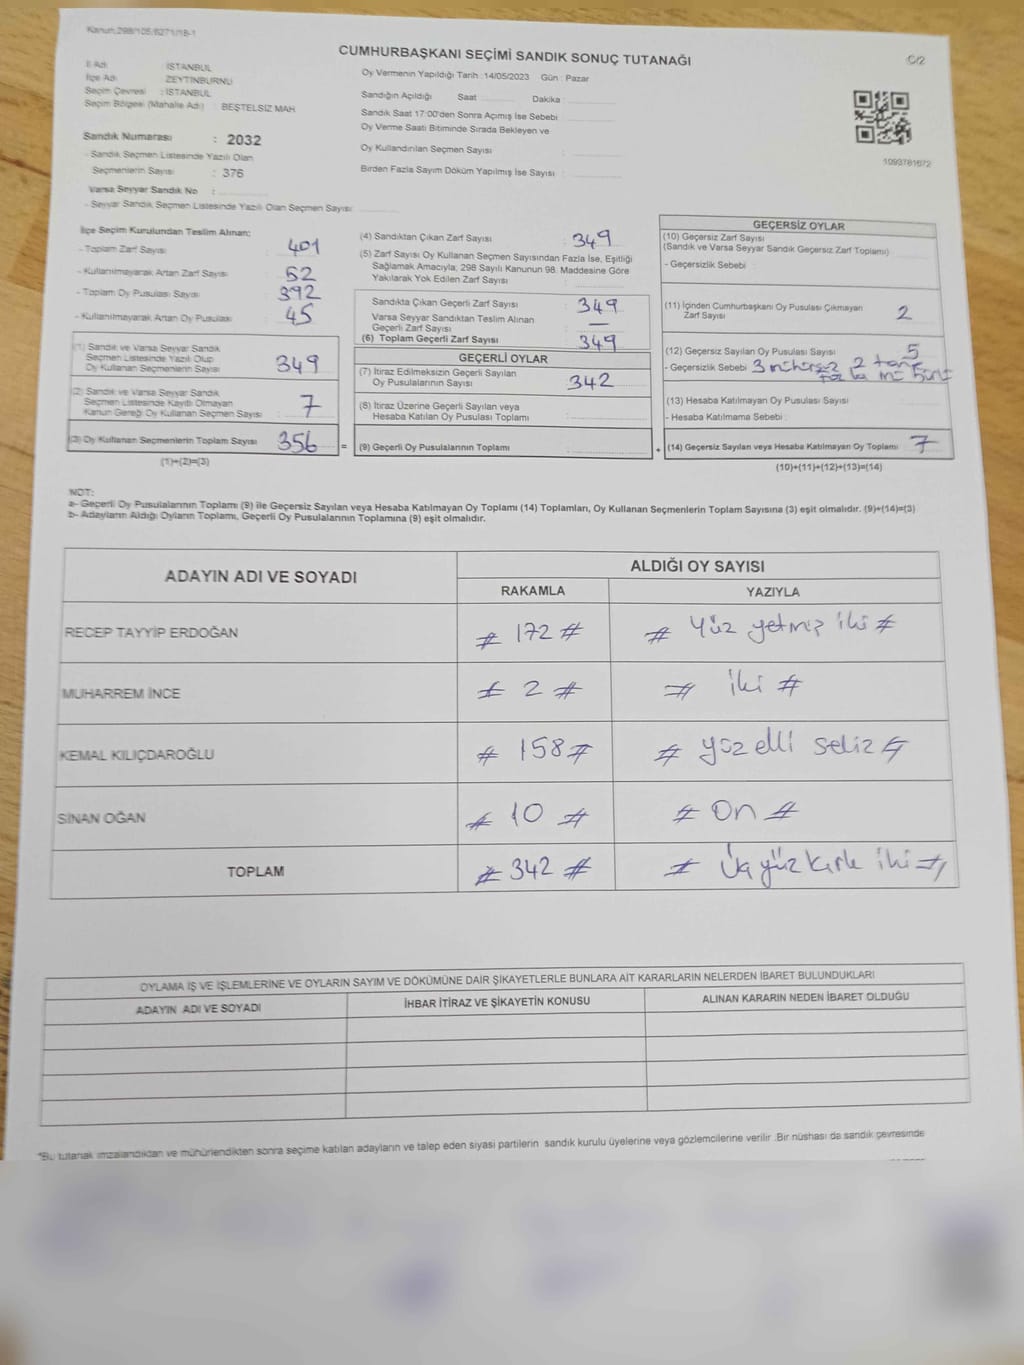 Kanun.298/105/6271/18-1
CUMHURBAŞKANI SEÇİMİ SANDIK SONUÇ TUTANAĞI
C/2
İl Adı : İSTANBUL
İlçe Adı : ZEYTİNBURNU
Seçim Çevresi : İSTANBUL
Seçim Bölgesi (Mahalle Adı) : BEŞTELSİZ MAH
Sandık Numarası : 2032
- Sandık Seçmen Listesinde Yazılı Olan
Seçmenlerin Sayısı : 376
Varsa Seyyar Sandık No :
- Seyyar Sandık Seçmen Listesinde Yazılı Olan Seçmen Sayısı:
Oy Vermenin Yapıldığı Tarih :14/05/2023 Gün : Pazar
Sandığın Açıldığı Saat Dakika :
Sandık Saat 17:00'den Sonra Açımış İse Sebebi
Oy Verme Saati Bitiminde Sırada Bekleyen ve
Oy Kullandırılan Seçmen Sayısı :
Birden Fazla Sayım Döküm Yapılmış İse Sayısı :
1093781672
İlçe Seçim Kurulundan Teslim Alınan:
- Toplam Zarf Sayısı : 401
- Kullanılmayarak Artan Zarf Sayısı : 52
- Toplam Oy Pusulası Sayısı : 392
- Kullanılmayarak Artan Oy Pusulası : 45
(1) Sandık ve Varsa Seyyar Sandık
Seçmen Listesinde Yazılı Olup
Oy Kullanan Seçmenlerin Sayısı : 349
(2) Sandık ve Varsa Seyyar Sandık
Seçmen Listesinde Kayıtlı Olmayan
Kanun Gereği Oy Kullanan Seçmen Sayısı : 7
(3) Oy Kullanan Seçmenlerin Toplam Sayısı : 356 =
(1)+(2)=(3)
(4) Sandıktan Çıkan Zarf Sayısı : 349
(5) Zarf Sayısı Oy Kullanan Seçmen Sayısından Fazla İse, Eşitliği
Sağlamak Amacıyla, 298 Sayılı Kanunun 98. Maddesine Göre
Yakılarak Yok Edilen Zarf Sayısı :
Sandıkta Çıkan Geçerli Zarf Sayısı : 349
Varsa Seyyar Sandıktan Teslim Alınan
Geçerli Zarf Sayısı : —
(6) Toplam Geçerli Zarf Sayısı : 349
GEÇERLİ OYLAR
(7) İtiraz Edilmeksizin Geçerli Sayılan
Oy Pusulalarının Sayısı : 342
(8) İtiraz Üzerine Geçerli Sayılan veya
Hesaba Katılan Oy Pusulası Toplamı :
(9) Geçerli Oy Pusulalarının Toplamı : +
GEÇERSİZ OYLAR
(10) Geçersiz Zarf Sayısı
(Sandık ve Varsa Seyyar Sandık Geçersiz Zarf Toplamı) :
- Geçersizlik Sebebi :
(11) İçinden Cumhurbaşkanı Oy Pusulası Çıkmayan
Zarf Sayısı : 2
(12) Geçersiz Sayılan Oy Pusulası Sayısı : 5
- Geçersizlik Sebebi 3 mühürsüz 2 tane
(13) Hesaba Katılmayan Oy Pusulası Sayısı
- Hesaba Katılmama Sebebi :
(14) Geçersiz Sayılan veya Hesaba Katılmayan Oy Toplamı : 7
(10)+(11)+(12)+(13)=(14)
NOT:
a- Geçerli Oy Pusulalarının Toplamı (9) ile Geçersiz Sayılan veya Hesaba Katılmayan Oy Toplamı (14) Toplamları, Oy Kullanan Seçmenlerin Toplam Sayısına (3) eşit olmalıdır. (9)+(14)=(3)
b- Adayların Aldığı Oyların Toplamı, Geçerli Oy Pusulalarının Toplamına (9) eşit olmalıdır.
ADAYIN ADI VE SOYADI
ALDIĞI OY SAYISI
RAKAMLA YAZIYLA
RECEP TAYYİP ERDOĞAN # 172 # # Yüz yetmiş iki #
MUHARREM İNCE # 2 # # iki #
KEMAL KILIÇDAROĞLU # 158 # # yüzelli sekiz #
SİNAN OĞAN # 10 # # On #
TOPLAM # 342 # # Üçyüz kırk iki #
OYLAMA İŞ VE İŞLEMLERİNE VE OYLARIN SAYIM VE DÖKÜMÜNE DAİR ŞİKAYETLERLE BUNLARA AİT KARARLARIN NELERDEN İBARET BULUNDUKLARI
ADAYIN ADI VE SOYADI İHBAR İTİRAZ VE ŞİKAYETİN KONUSU ALINAN KARARIN NEDEN İBARET OLDUĞU
*Bu tutanak imzalandıktan ve mühürlendikten sonra seçime katılan adayların ve talep eden siyasi partilerin sandık kurulu üyelerine veya gözlemcilerine verilir .Bir nüshası da sandık çevresinde